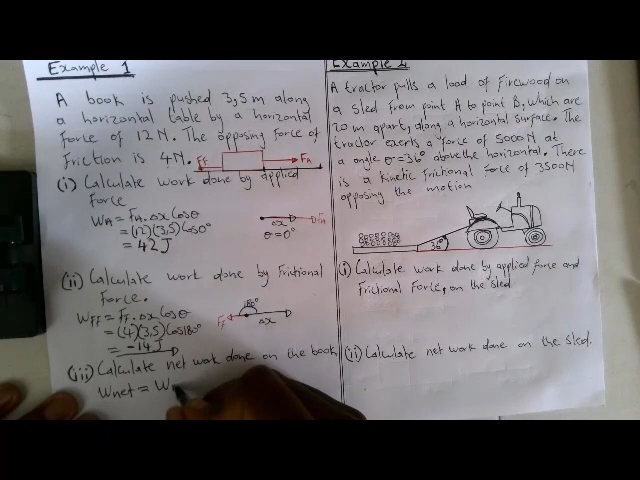 Example 1
A book is pushed 3,5 m along
a horizontal table by a horizontal
Force of 12 N. The opposing force of
Friction is 4 N.
FF
FA
(i) Calculate work done by applied
Force
WA = FA . Δx cosθ
= (12)(3,5) cos0°
= 42 J
Δx
FA
θ = 0°
(ii) Calculate work done by Frictional
Force.
WFF = FF . Δx cosθ
= (4)(3,5) cos180°
= -14 J
180°
FF
Δx
(iii) Calculate net work done on the book
Wnet = W
Example
A tractor pulls a load of Firewood on
a sled From point A to point B, which are
20 m apart, along a horizontal surface. The
tractor exerts a force of 5000 N at
a angle θ = 36° above the horizontal. There
is a kinetic Frictional Force of 3500 N
opposing the motion
36°
(i) Calculate work done by applied force and
Frictional Force, on the sled
(ii) Calculate net work done on the sled.